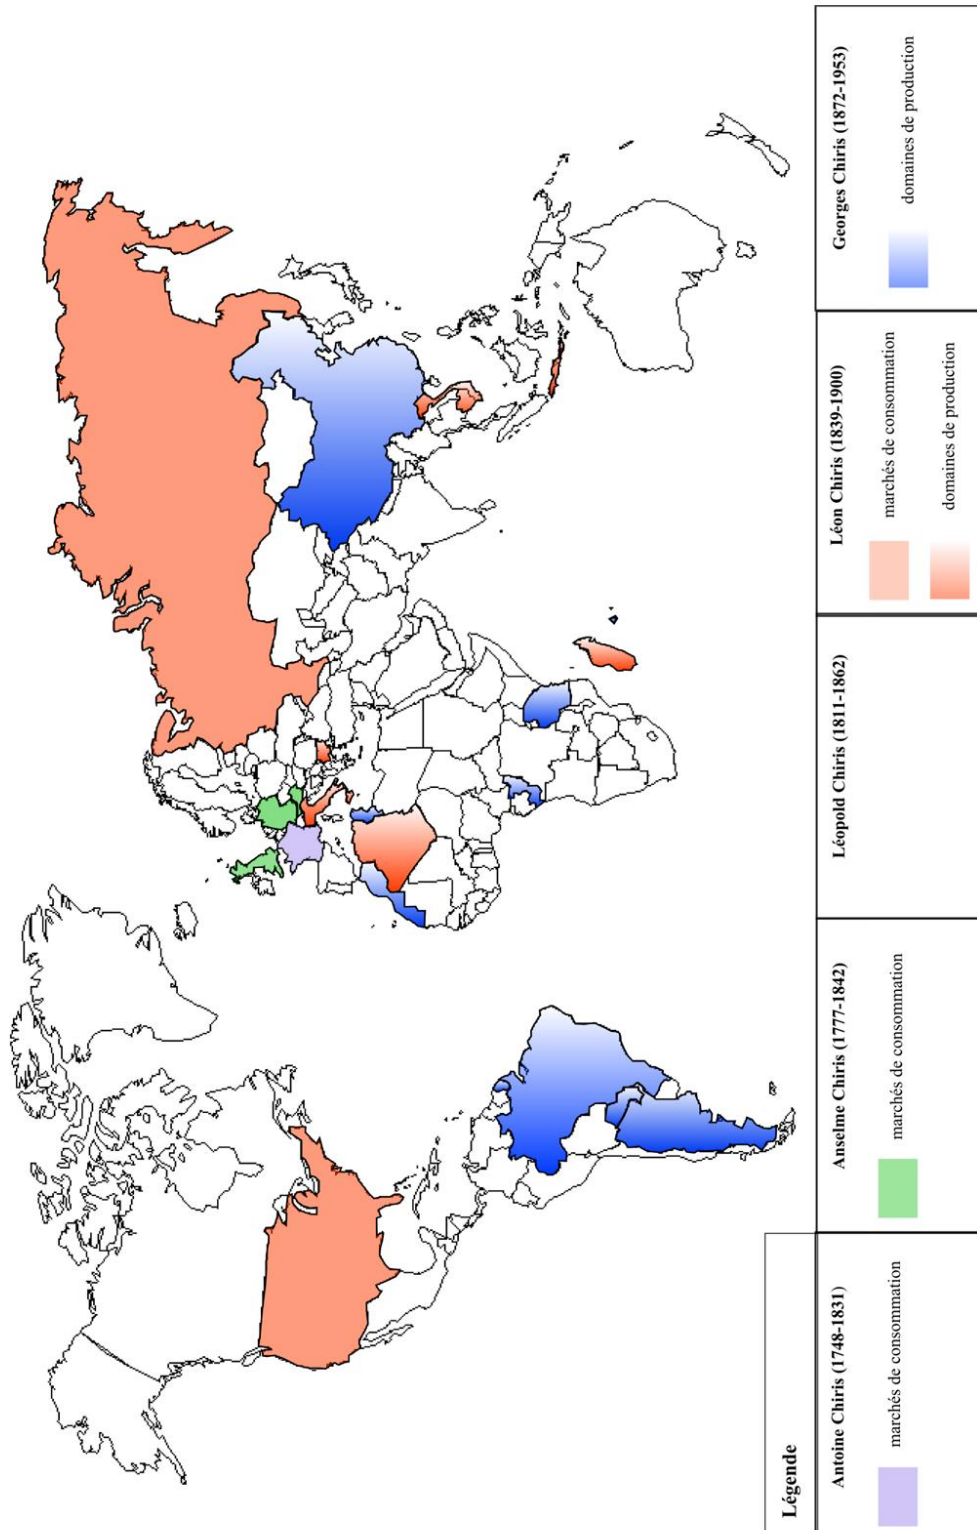 Légende
Antoine Chiris (1748-1831)
marchés de consommation
Anselme Chiris (1777-1842)
marchés de consommation
Léopold Chiris (1811-1862)
Léon Chiris (1839-1900)
marchés de consommation
domaines de production
Georges Chiris (1872-1953)
domaines de production